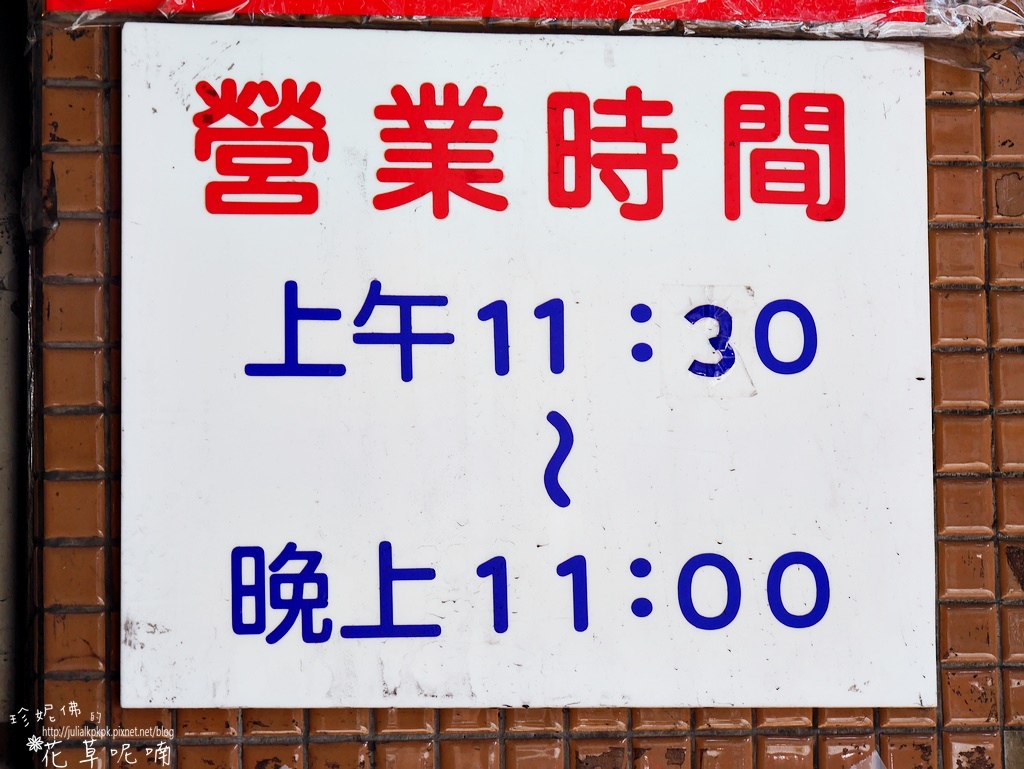 營業時間
上午11：30
～
晚上11：00
珍妮佛的
http://julialkpkpk.pixnet.net/blog
花草呢喃